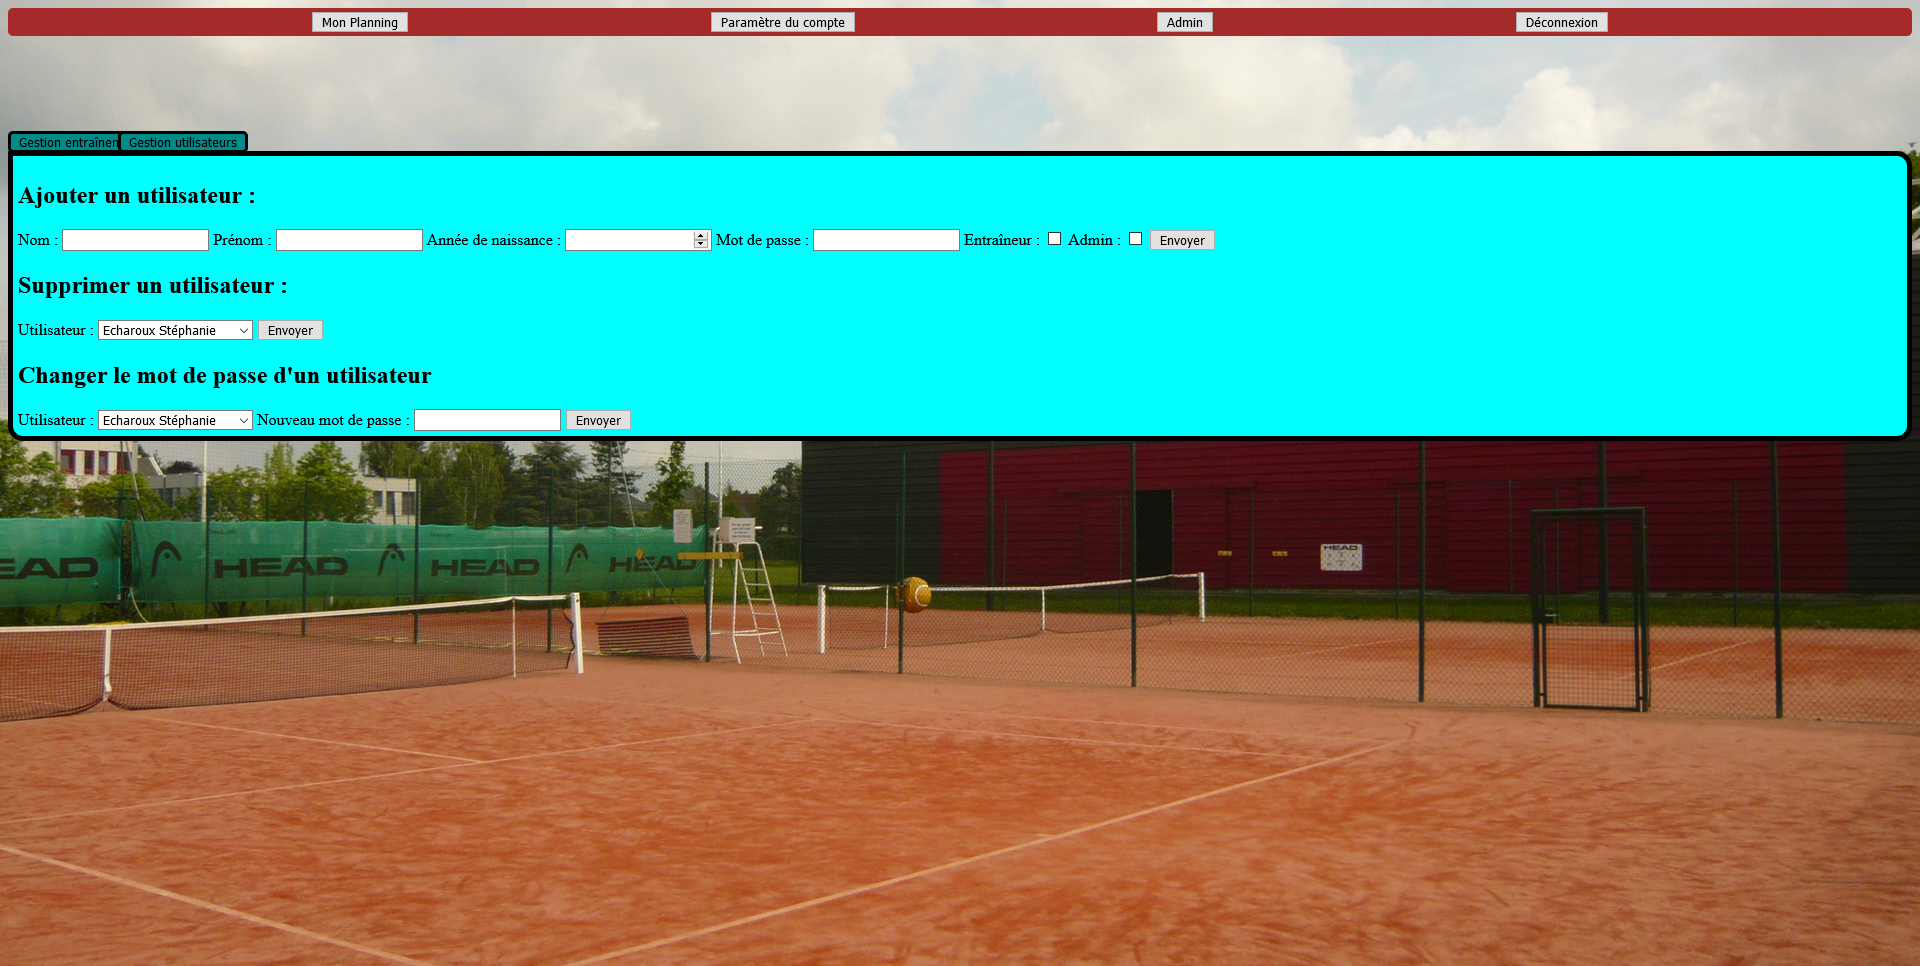 Mon Planning Paramètre du compte Admin Déconnexion
Gestion entraînen Gestion utilisateurs
Ajouter un utilisateur :
Nom : Prénom : Année de naissance : Mot de passe : Entraîneur : Admin : Envoyer
Supprimer un utilisateur :
Utilisateur : Echaroux Stéphanie Envoyer
Changer le mot de passe d'un utilisateur
Utilisateur : Echaroux Stéphanie Nouveau mot de passe : Envoyer
HEAD
EAD HEAD HEAD HEAD